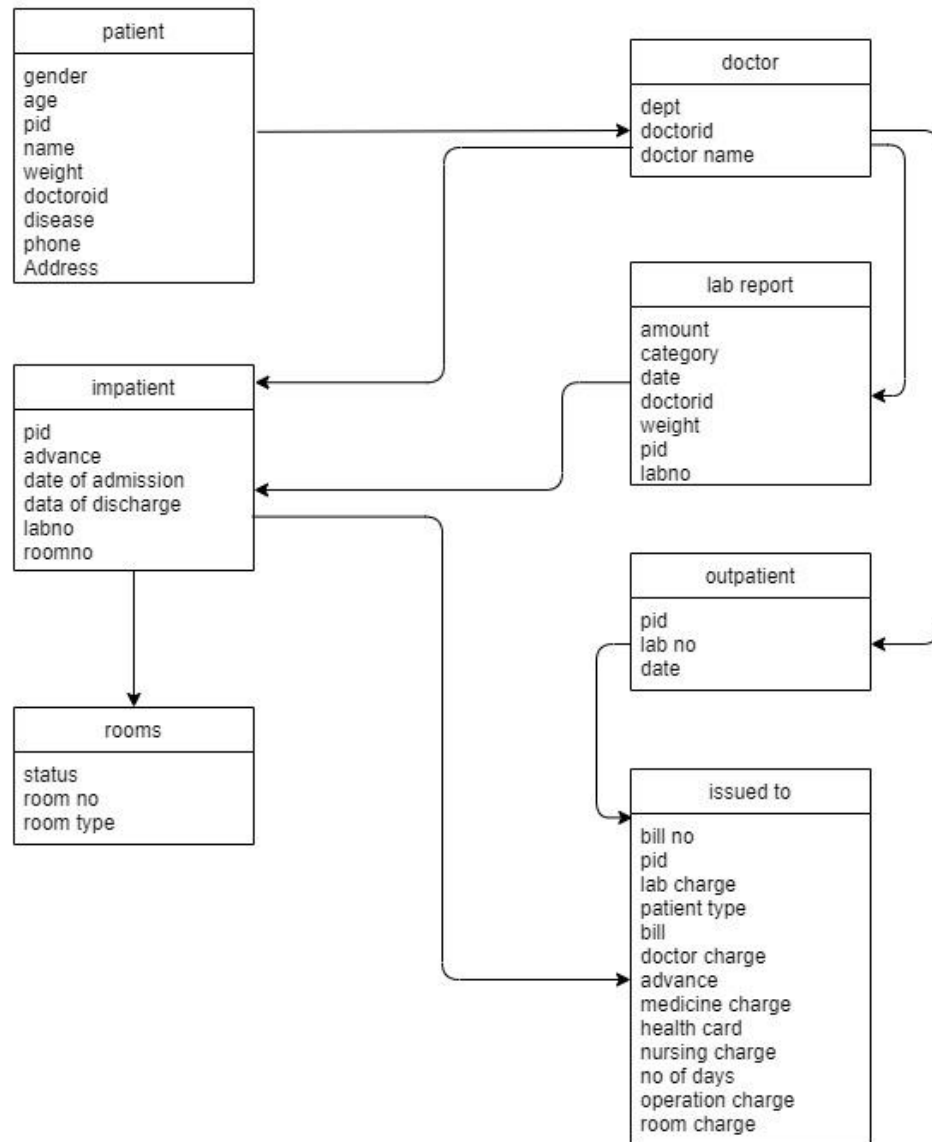 patient
gender
age
pid
name
weight
doctoroid
disease
phone
Address
doctor
dept
doctorid
doctor name
lab report
amount
category
date
doctorid
weight
pid
labno
impatient
pid
advance
date of admission
data of discharge
labno
roomno
outpatient
pid
lab no
date
rooms
status
room no
room type
issued to
bill no
pid
lab charge
patient type
bill
doctor charge
advance
medicine charge
health card
nursing charge
no of days
operation charge
room charge